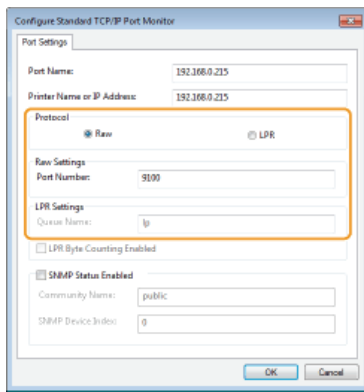 Configure Standard TCP/IP Port Monitor
Port Settings
Port Name: 192.168.0.215
Printer Name or IP Address: 192.168.0.215
Protocol
Raw LPR
Raw Settings
Port Number: 9100
LPR Settings
Queue Name: lp
LPR Byte Counting Enabled
SNMP Status Enabled
Community Name: public
SNMP Device Index: 0
OK Cancel